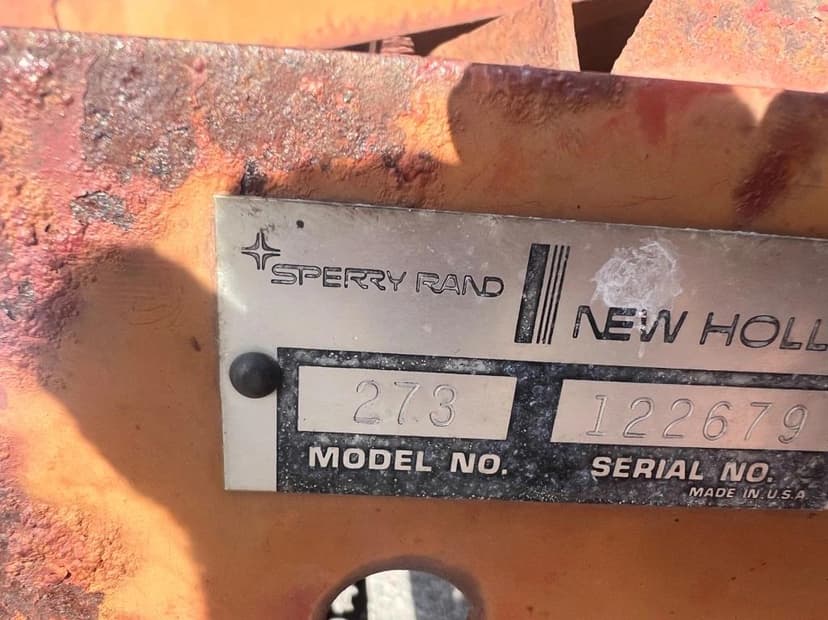 SPERRY RAND
NEW HOLL
273
122679
MODEL NO.
SERIAL NO.
MADE IN U.S.A